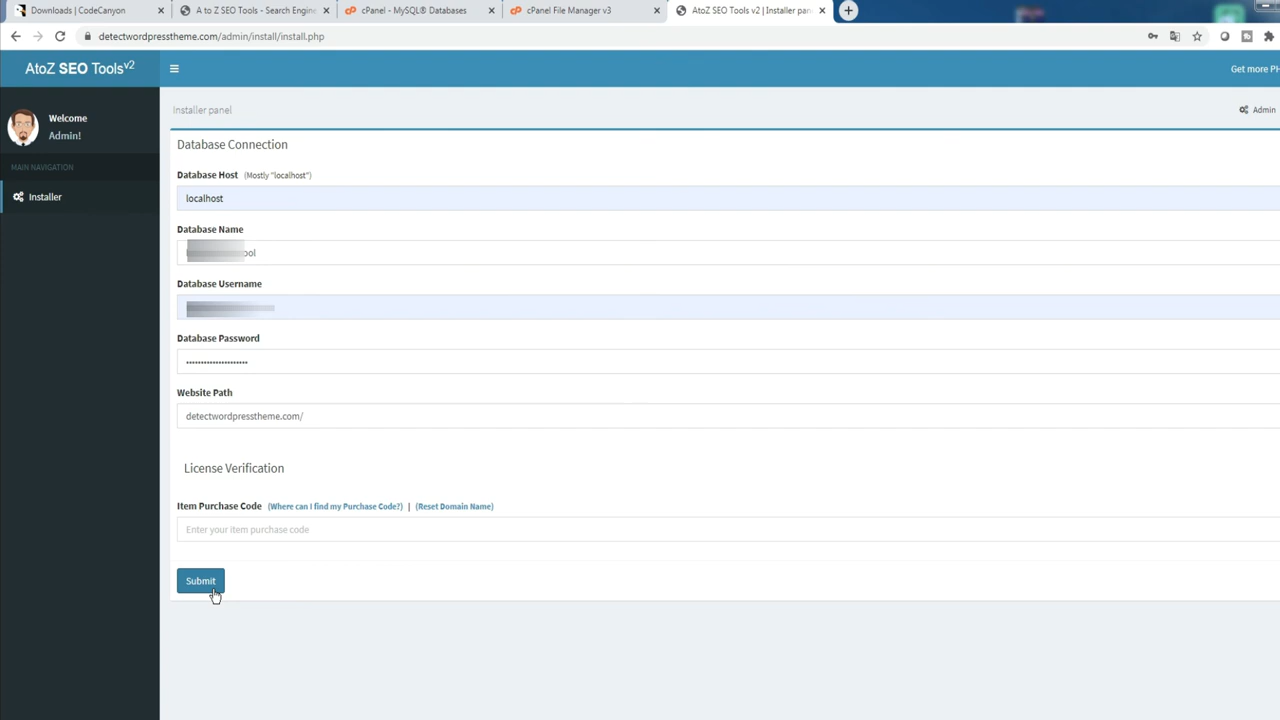 Downloads | CodeCanyon
A to Z SEO Tools - Search Engine
cPanel - MySQL® Databases
cPanel File Manager v3
AtoZ SEO Tools v2 | Installer pan
detectwordpresstheme.com/admin/install/install.php
AtoZ SEO Tools v2
Get more PH
Installer panel
Admin
Welcome
Admin!
MAIN NAVIGATION
Installer
Database Connection
Database Host (Mostly "localhost")
localhost
Database Name
ool
Database Username
Database Password
Website Path
detectwordpresstheme.com/
License Verification
Item Purchase Code (Where can I find my Purchase Code?) | (Reset Domain Name)
Enter your item purchase code
Submit